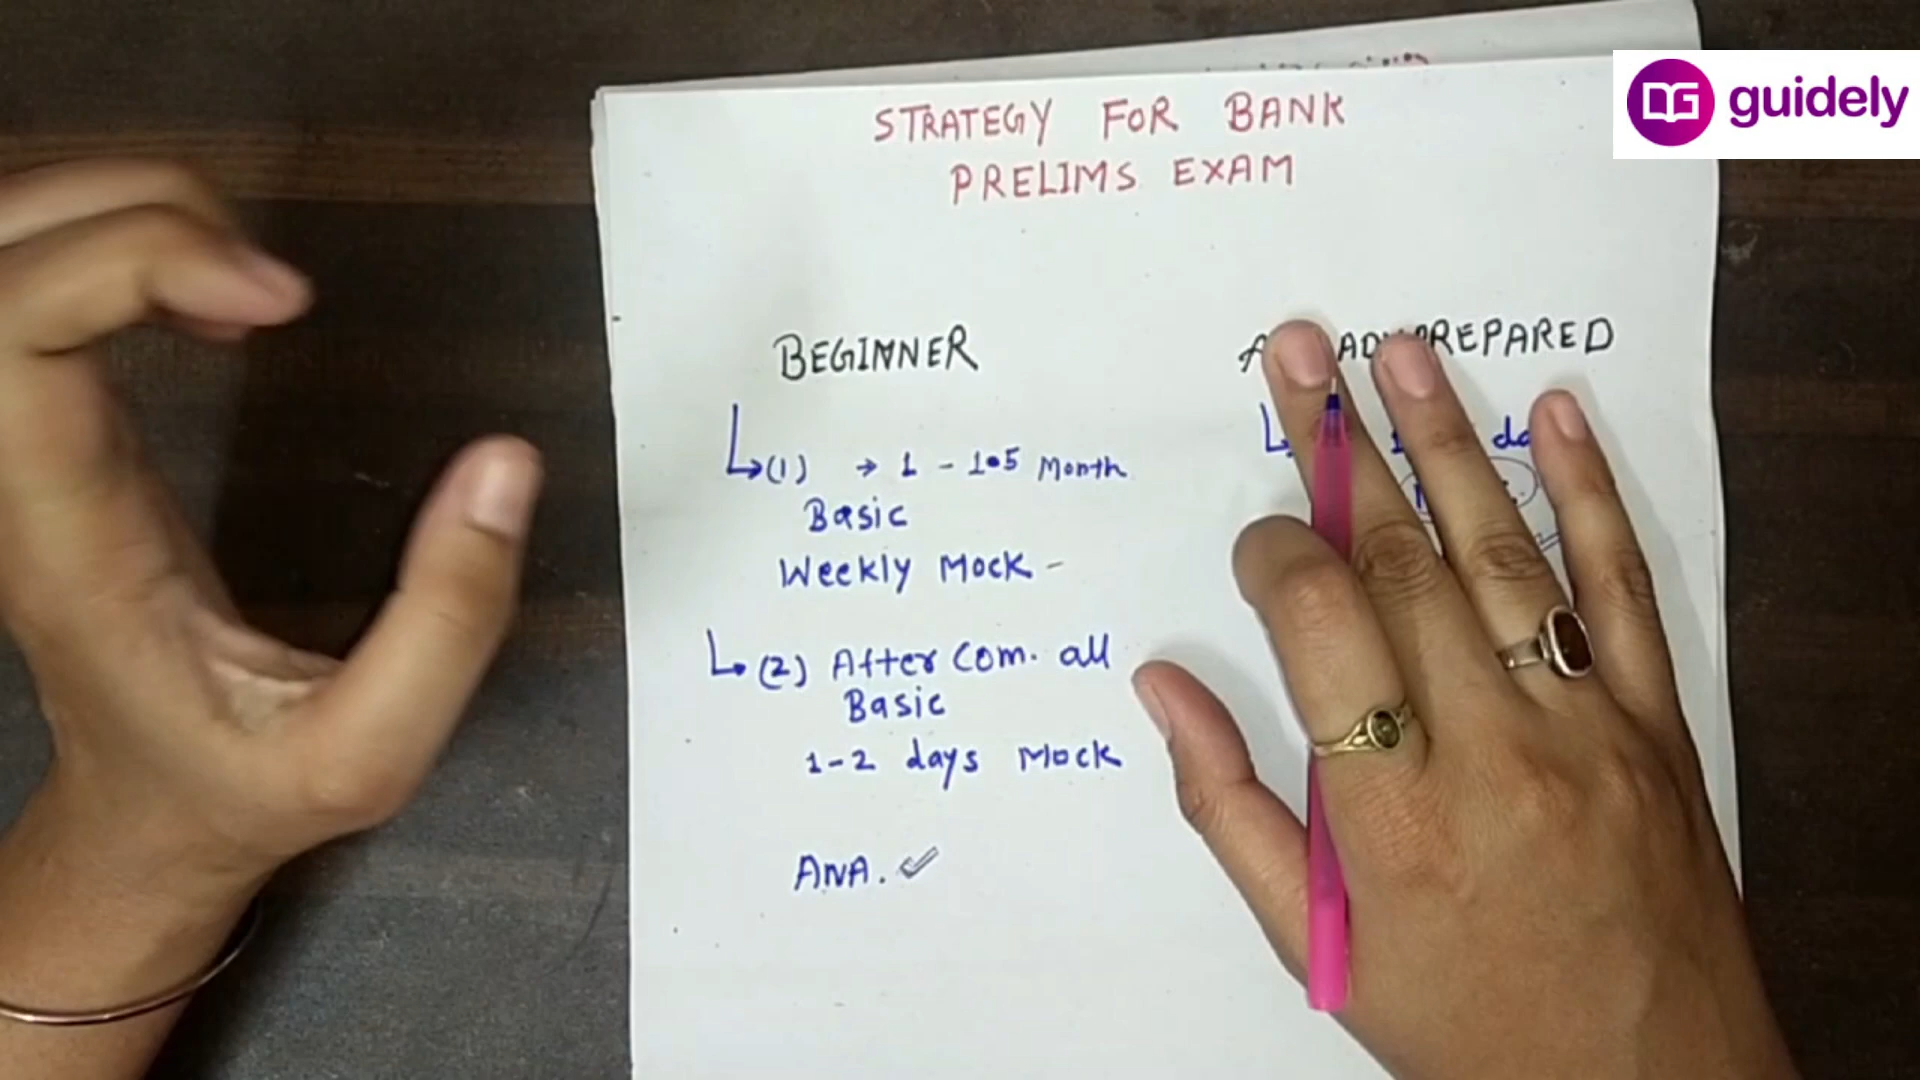 guidely
STRATEGY FOR BANK
PRELIMS EXAM
BEGINNER
(1) → 1 - 1.5 Month
Basic
Weekly Mock -
(2) After Com. all
Basic
1-2 days Mock
ANA. ✓
PREPARED